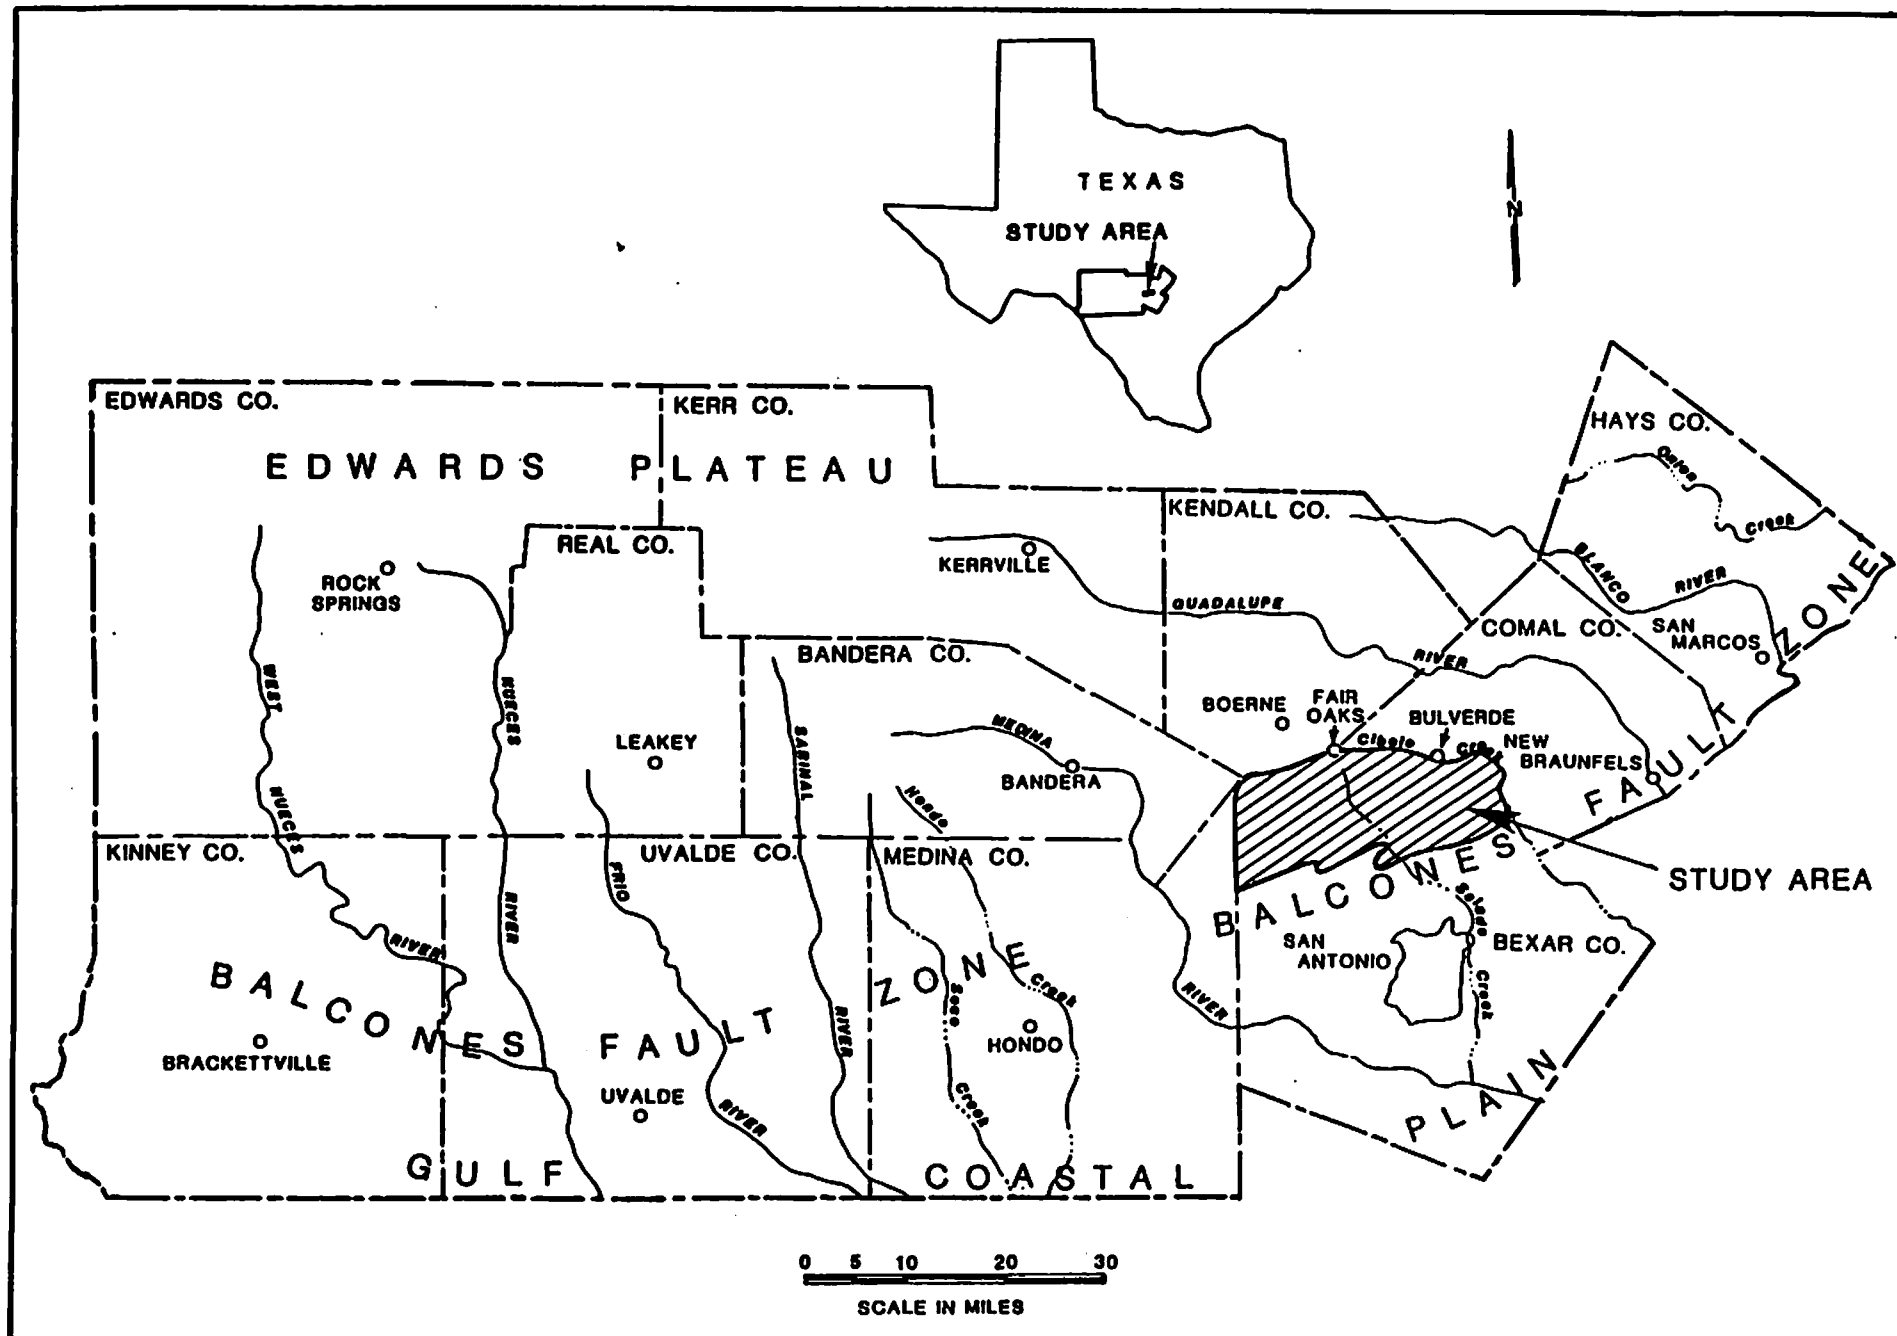 TEXAS
STUDY AREA
N
EDWARDS CO.
KERR CO.
HAYS CO.
EDWARDS PLATEAU
Onion
Creek
KENDALL CO.
REAL CO.
KERRVILLE
ROCK
SPRINGS
BLANCO
RIVER
GUADALUPE
RIVER
COMAL CO.
SAN
MARCOS
BANDERA CO.
WEST
NUECES
RIVER
NUECES
RIVER
LEAKEY
SABINAL
RIVER
MEDINA
BANDERA
RIVER
BOERNE
FAIR
OAKS
BULVERDE
Cibolo
Creek
NEW
BRAUNFELS
Hondo
Creek
KINNEY CO.
UVALDE CO.
MEDINA CO.
FRIO
RIVER
STUDY AREA
BALCONES FAULT ZONE
BALCONES FAULT ZONE
Salado
Creek
SAN
ANTONIO
BEXAR CO.
Seco
Creek
HONDO
BRACKETTVILLE
UVALDE
GULF COASTAL PLAIN
0 5 10 20 30
SCALE IN MILES